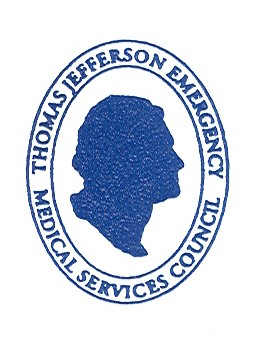 THOMAS JEFFERSON EMERGENCY
MEDICAL SERVICES COUNCIL